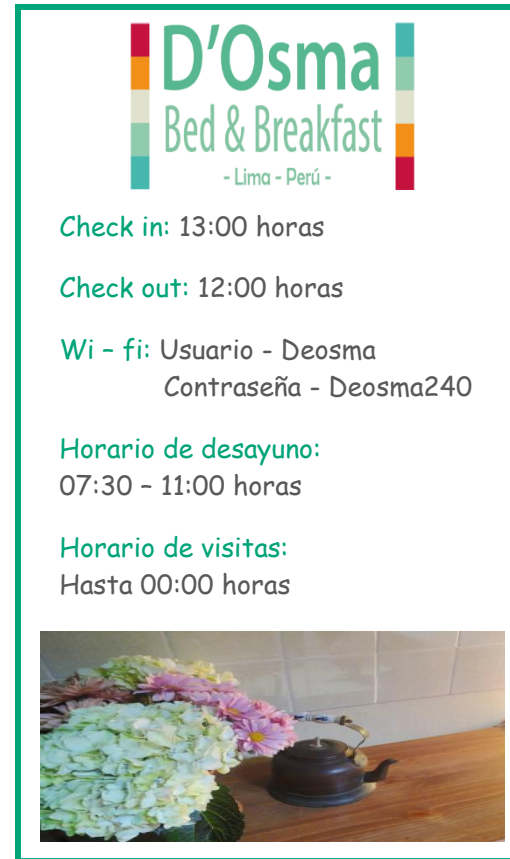 D'Osma
Bed & Breakfast
- Lima - Perú -
Check in: 13:00 horas
Check out: 12:00 horas
Wi – fi: Usuario - Deosma
Contraseña - Deosma240
Horario de desayuno:
07:30 – 11:00 horas
Horario de visitas:
Hasta 00:00 horas